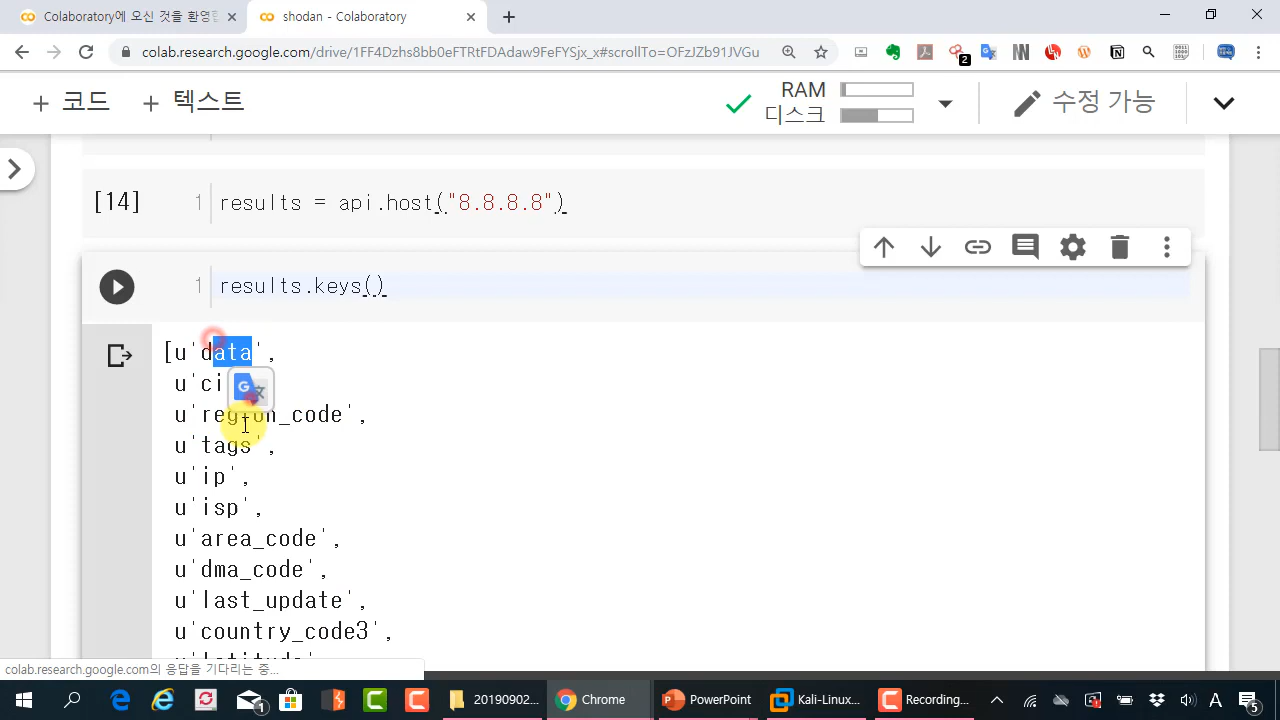 Colaboratory에 오신 것을 환영합
shodan - Colaboratory
colab.research.google.com/drive/1FF4Dzhs8bb0eFTRtFDAdaw9FeFYSjx_x#scrollTo=OFzJZb91JVGu
2
+ 코드 + 텍스트
RAM
디스크
수정 가능
[14]
1 results = api.host("8.8.8.8")
1 results.keys()
[u'data',
u'ci
u'region_code',
u'tags',
u'ip',
u'isp',
u'area_code',
u'dma_code',
u'last_update',
u'country_code3',
colab.research.google.com의 응답을 기다리는 중...
1
20190902...
Chrome
PowerPoint
Kali-Linux...
Recording...
A
5